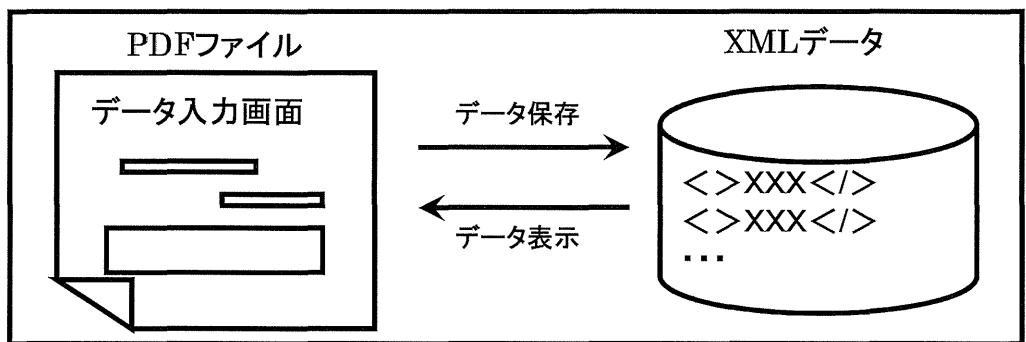 PDFファイル
XMLデータ
データ入力画面
データ保存
<>XXX</>
<>XXX</>
...
データ表示